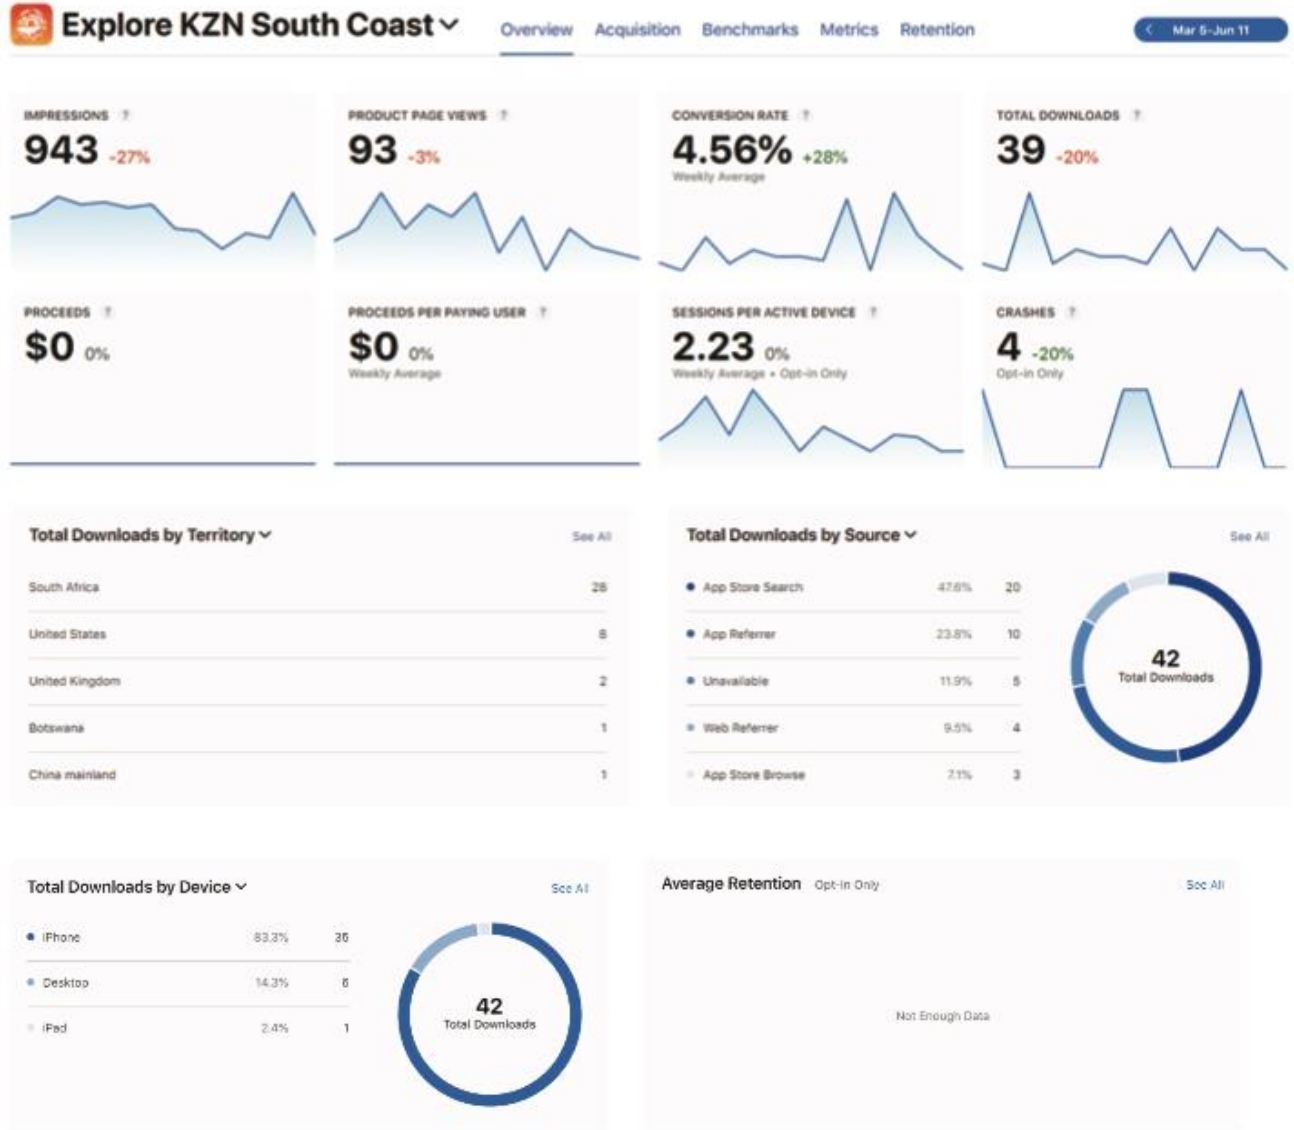 Explore KZN South Coast
Overview Acquisition Benchmarks Metrics Retention
Mar 5-Jun 11
IMPRESSIONS ? PRODUCT PAGE VIEWS ? CONVERSION RATE ? TOTAL DOWNLOADS ?
943 -27% 93 -3% 4.56% +28% 39 -20%
Weekly Average
PROCEEDS ? PROCEEDS PER PAYING USER ? SESSIONS PER ACTIVE DEVICE ? CRASHES ?
$0 0% $0 0% 2.23 0% 4 -20%
Weekly Average Weekly Average • Opt-in Only Opt-in Only
Total Downloads by Territory See All
South Africa
United States
United Kingdom 2
Botswana 1
China mainland 1
Total Downloads by Source See All
App Store Search 47.6% 20
App Referrer 23.8% 10
Unavailable 11.9% 5
Web Referrer 9.5% 4
App Store Browse 7.1% 3
42
Total Downloads
Total Downloads by Device See All
iPhone 83.3% 35
Desktop 14.3% 6
iPad 2.4% 1
42
Total Downloads
Average Retention Opt-In Only See All
Not Enough Data